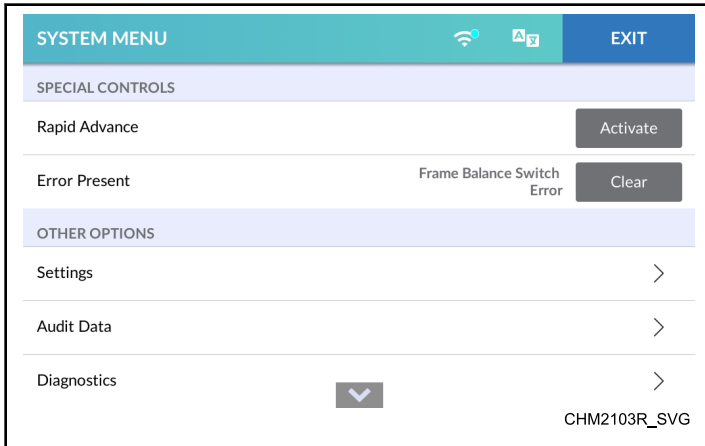 SYSTEM MENU
EXIT
SPECIAL CONTROLS
Rapid Advance
Activate
Error Present
Frame Balance Switch
Error
Clear
OTHER OPTIONS
Settings
Audit Data
Diagnostics
CHM2103R_SVG